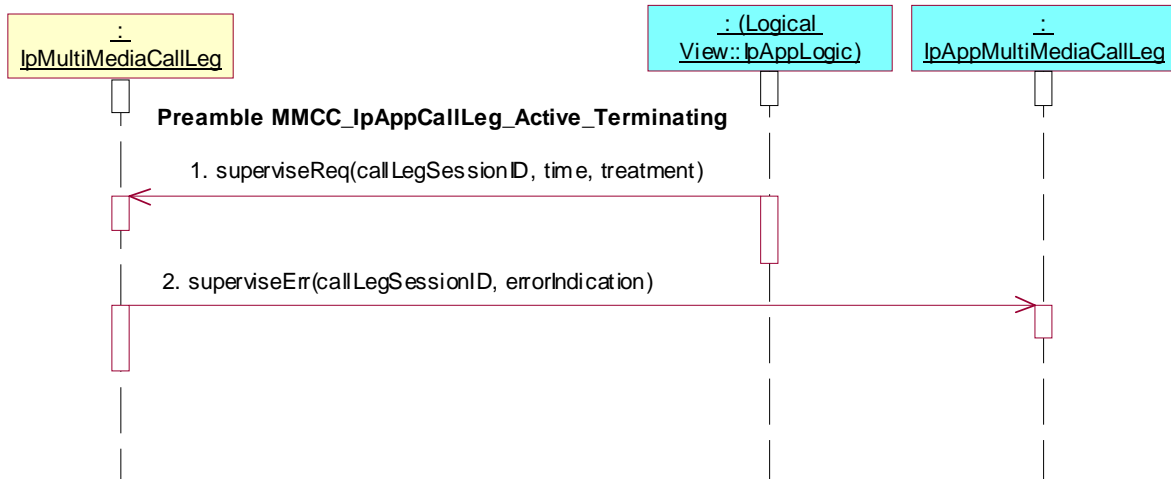 :
IpMultiMediaCallLeg
: (Logical
View::IpAppLogic)
:
IpAppMultiMediaCallLeg
Preamble MMCC_IpAppCallLeg_Active_Terminating
1. superviseReq(callLegSessionID, time, treatment)
2. superviseErr(callLegSessionID, errorIndication)